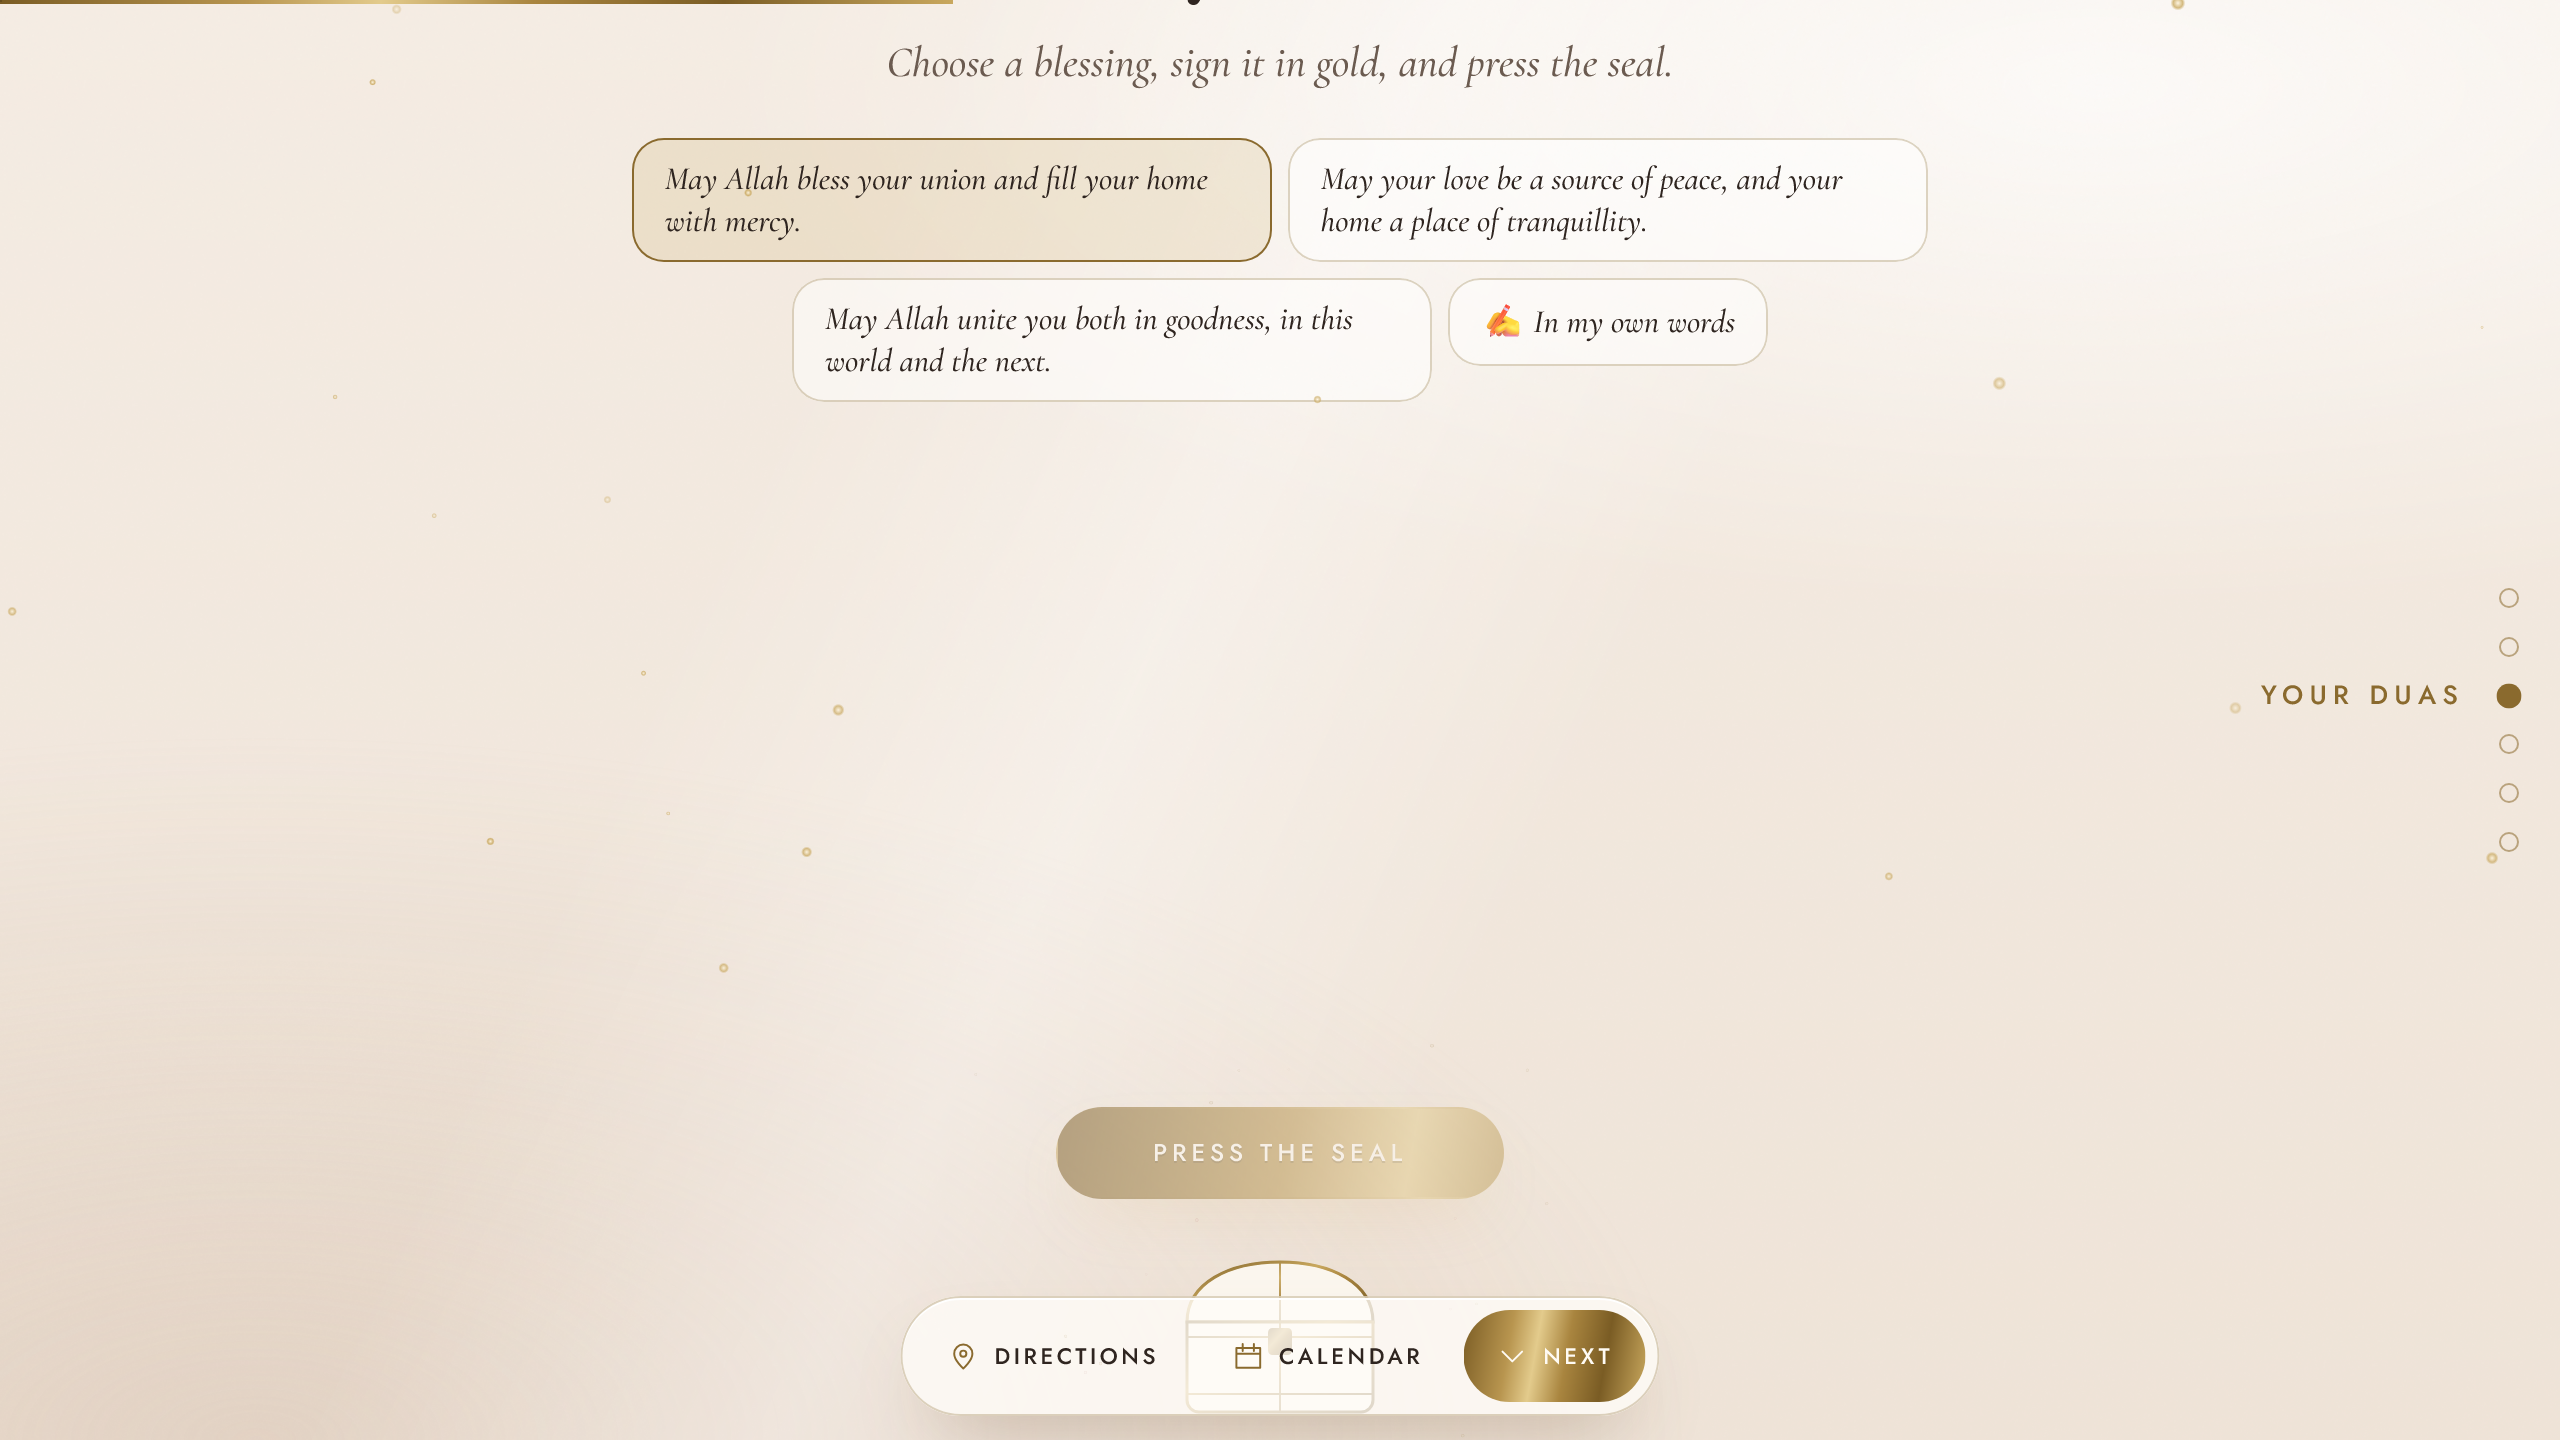 Choose a blessing, sign it in gold, and press the seal.
May Allah bless your union and fill your home
with mercy.
May your love be a source of peace, and your
home a place of tranquillity.
May Allah unite you both in goodness, in this
world and the next.
✍️ In my own words
YOUR DUAS
PRESS THE SEAL
DIRECTIONS
CALENDAR
NEXT